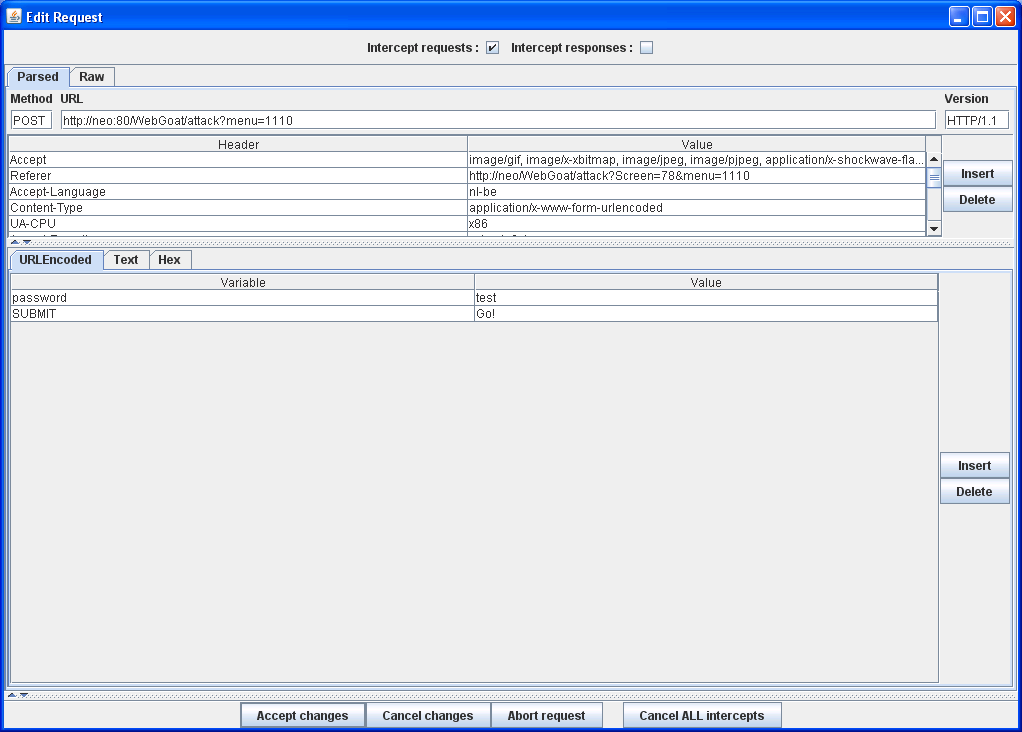 Edit Request
Intercept requests : Intercept responses :
Parsed Raw
Method URL Version
POST http://neo:80/WebGoat/attack?menu=1110 HTTP/1.1
Header Value
Accept image/gif, image/x-xbitmap, image/jpeg, image/pjpeg, application/x-shockwave-fla...
Referer http://neo/WebGoat/attack?Screen=78&menu=1110
Insert
Accept-Language nl-be
Delete
Content-Type application/x-www-form-urlencoded
UA-CPU x86
URLEncoded Text Hex
Variable Value
password test
SUBMIT Go!
Insert
Delete
Accept changes Cancel changes Abort request Cancel ALL intercepts